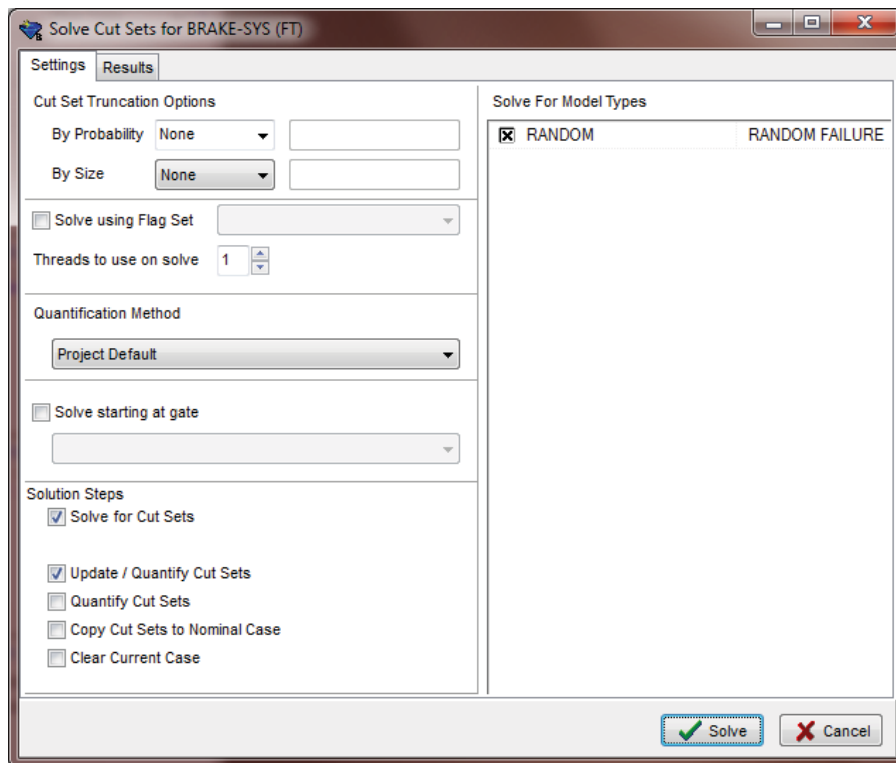 Solve Cut Sets for BRAKE-SYS (FT)
Settings
Results
Cut Set Truncation Options
By Probability None
By Size None
Solve using Flag Set
Threads to use on solve 1
Quantification Method
Project Default
Solve starting at gate
Solution Steps
Solve for Cut Sets
Update / Quantify Cut Sets
Quantify Cut Sets
Copy Cut Sets to Nominal Case
Clear Current Case
Solve For Model Types
RANDOM RANDOM FAILURE
Solve
Cancel